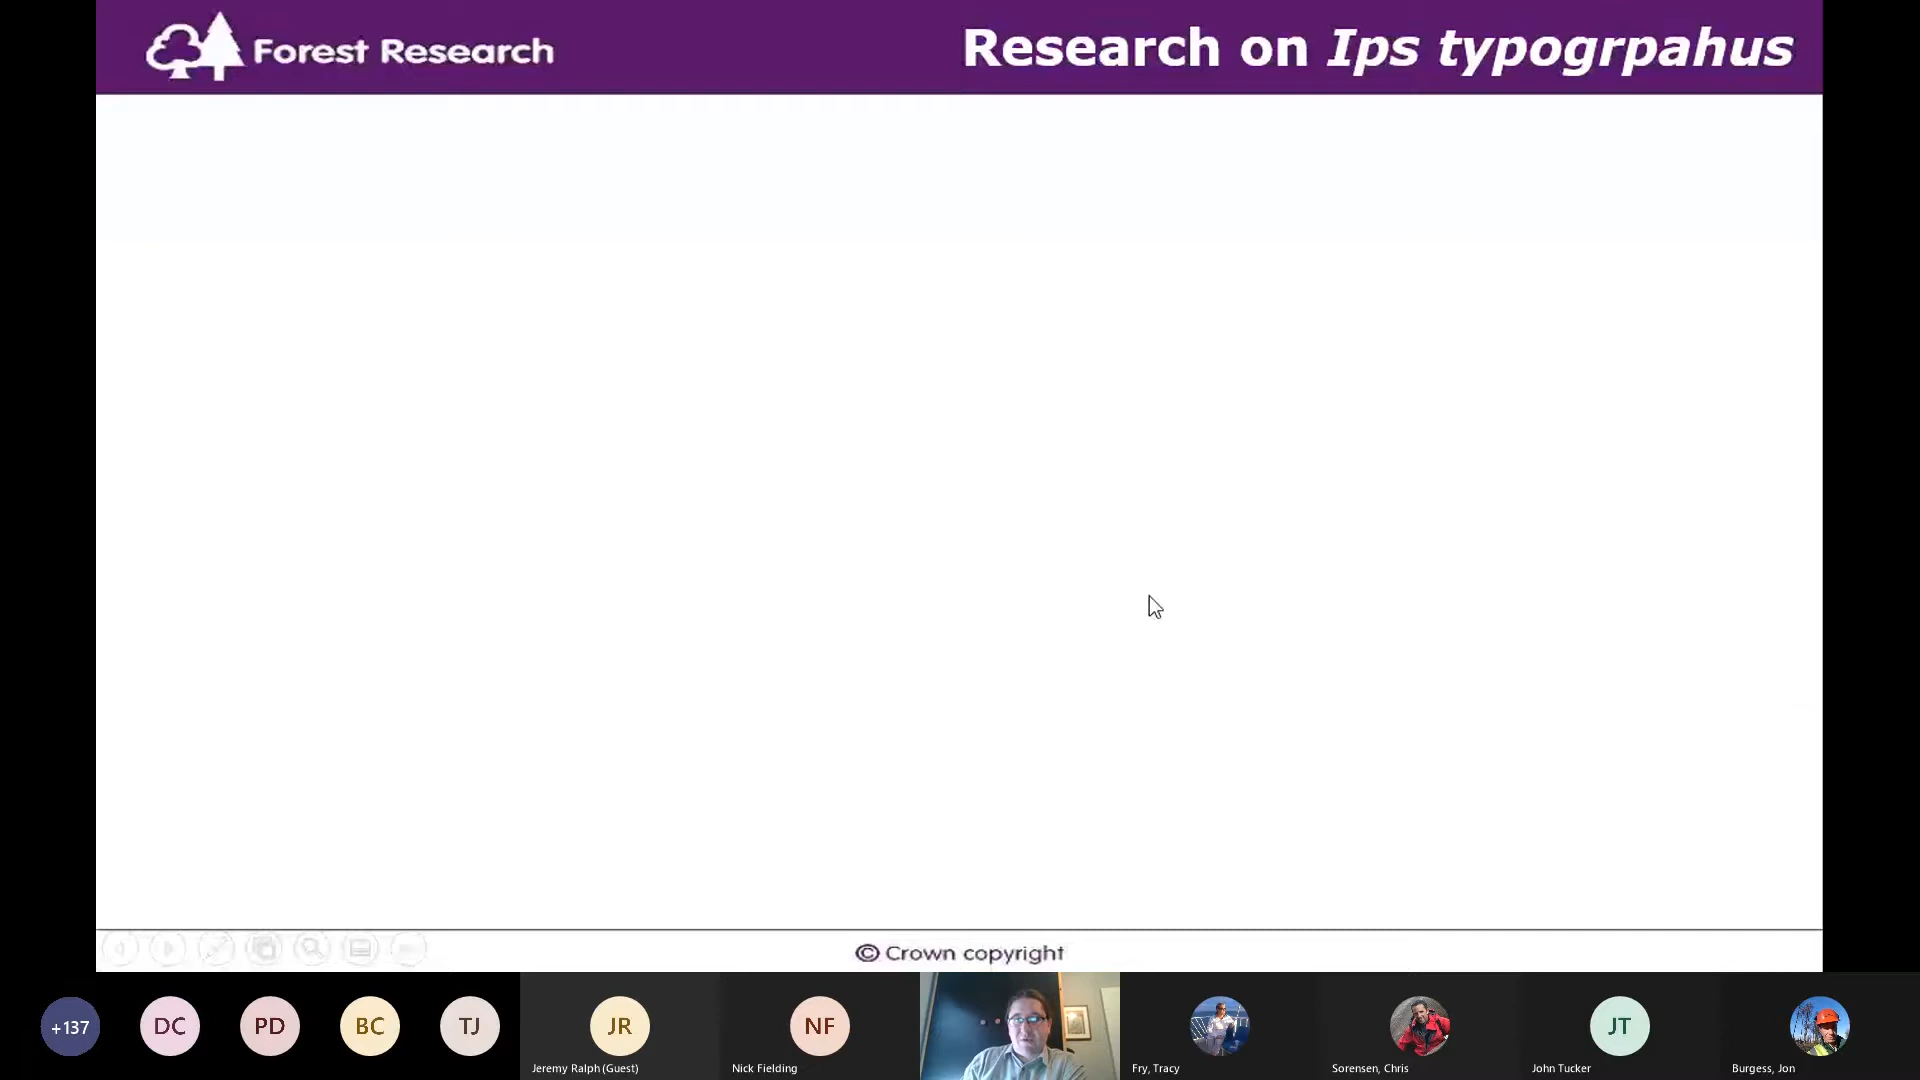 Forest Research
Research on Ips typogrpahus
© Crown copyright
+137
DC
PD
BC
TJ
JR
NF
JT
Jeremy Ralph (Guest)
Nick Fielding
Fry, Tracy
Sorensen, Chris
John Tucker
Burgess, Jon